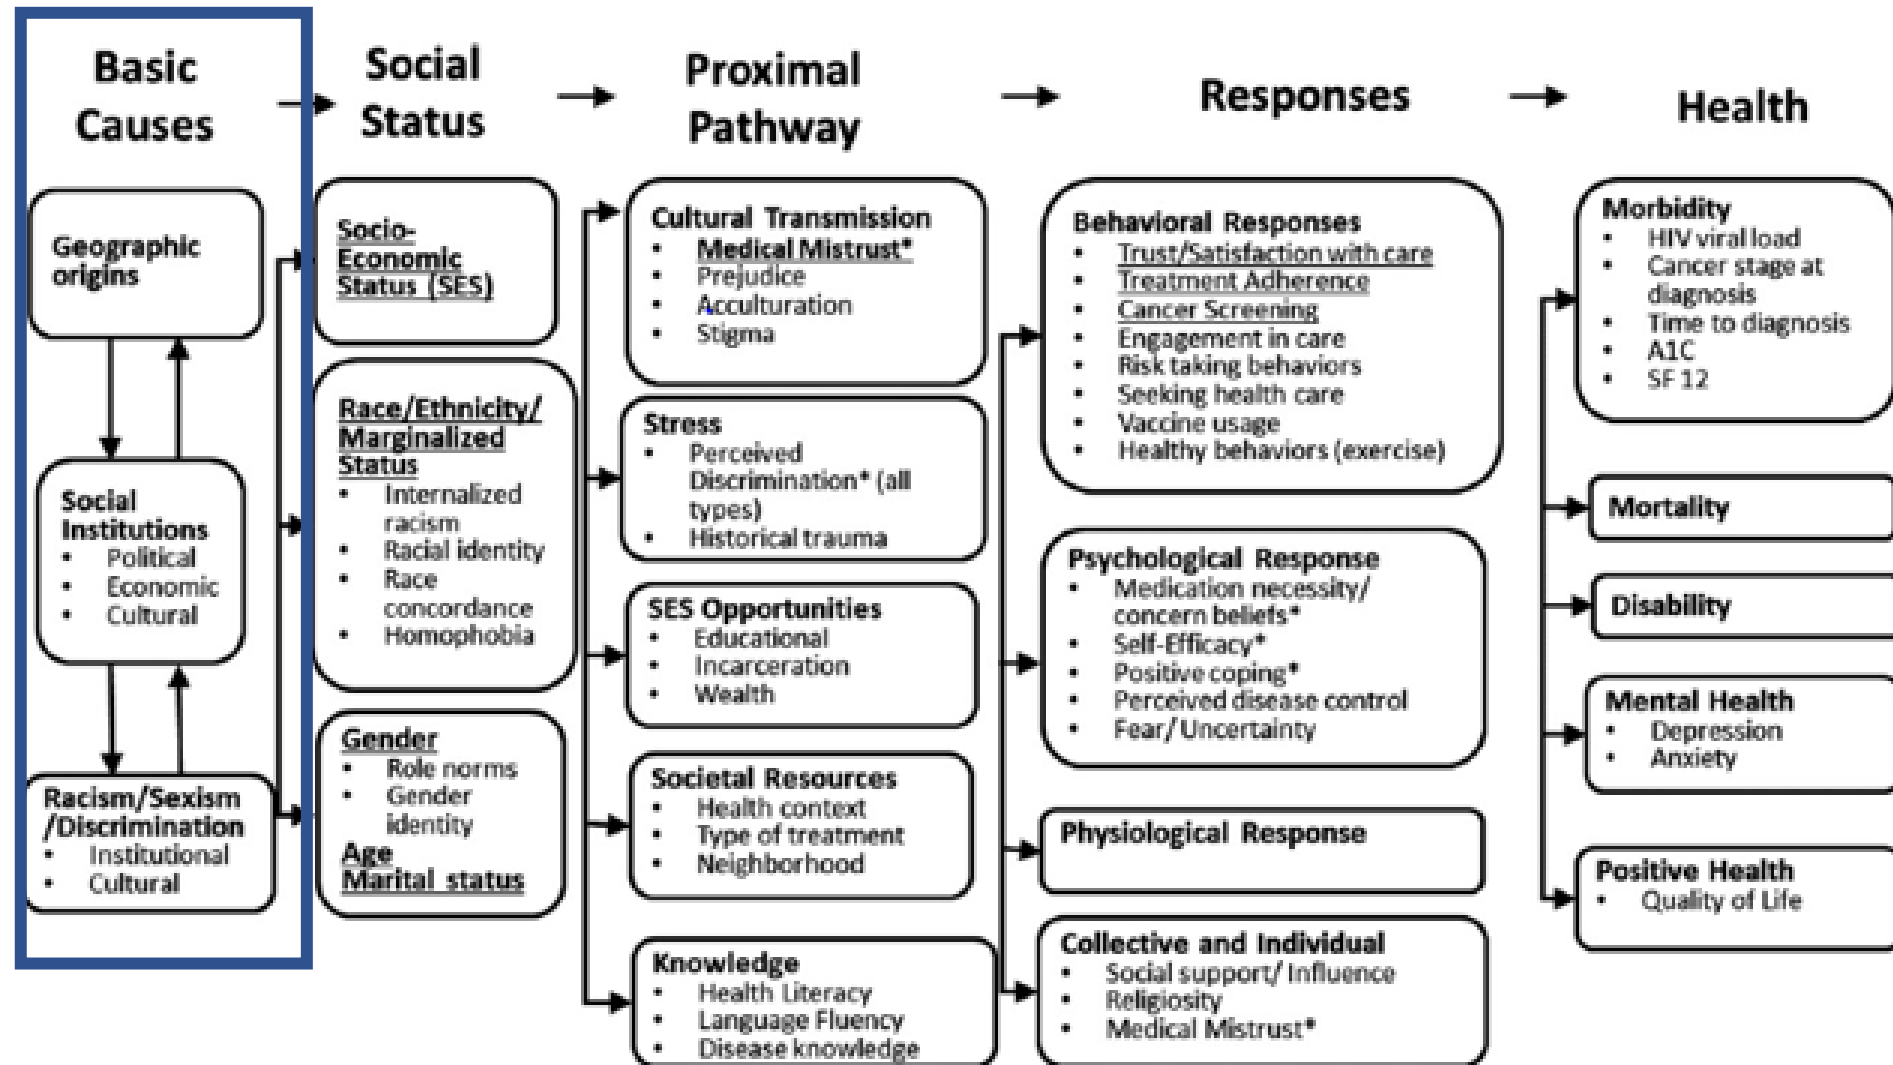 Basic
Causes
Social
Status
Proximal
Pathway
Responses
Health
Geographic
origins
Social
Institutions
• Political
• Economic
• Cultural
Racism/Sexism
/Discrimination
• Institutional
• Cultural
Socio-
Economic
Status (SES)
Race/Ethnicity/
Marginalized
Status
• Internalized
racism
• Racial identity
• Race
concordance
• Homophobia
Gender
• Role norms
• Gender
identity
Age
Marital status
Cultural Transmission
• Medical Mistrust*
• Prejudice
• Acculturation
• Stigma
Stress
• Perceived
Discrimination* (all
types)
• Historical trauma
SES Opportunities
• Educational
• Incarceration
• Wealth
Societal Resources
• Health context
• Type of treatment
• Neighborhood
Knowledge
• Health Literacy
• Language Fluency
• Disease knowledge
Behavioral Responses
• Trust/Satisfaction with care
• Treatment Adherence
• Cancer Screening
• Engagement in care
• Risk taking behaviors
• Seeking health care
• Vaccine usage
• Healthy behaviors (exercise)
Psychological Response
• Medication necessity/
concern beliefs*
• Self-Efficacy*
• Positive coping*
• Perceived disease control
• Fear/Uncertainty
Physiological Response
Collective and Individual
• Social support/ Influence
• Religiosity
• Medical Mistrust*
Morbidity
• HIV viral load
• Cancer stage at
diagnosis
• Time to diagnosis
• A1C
• SF 12
Mortality
Disability
Mental Health
• Depression
• Anxiety
Positive Health
• Quality of Life